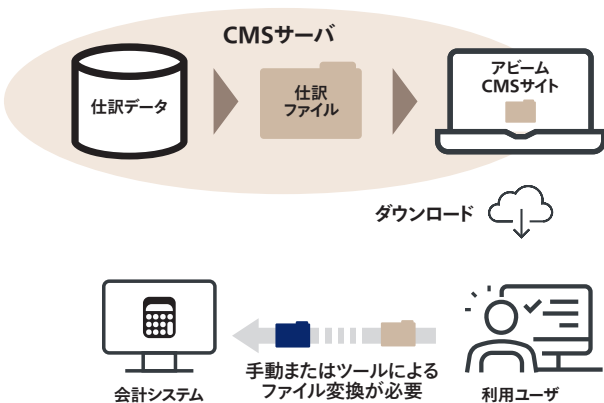 CMSサーバ
仕訳データ
仕訳
ファイル
アビーム
CMSサイト
ダウンロード
会計システム
手動またはツールによる
ファイル変換が必要
利用ユーザ